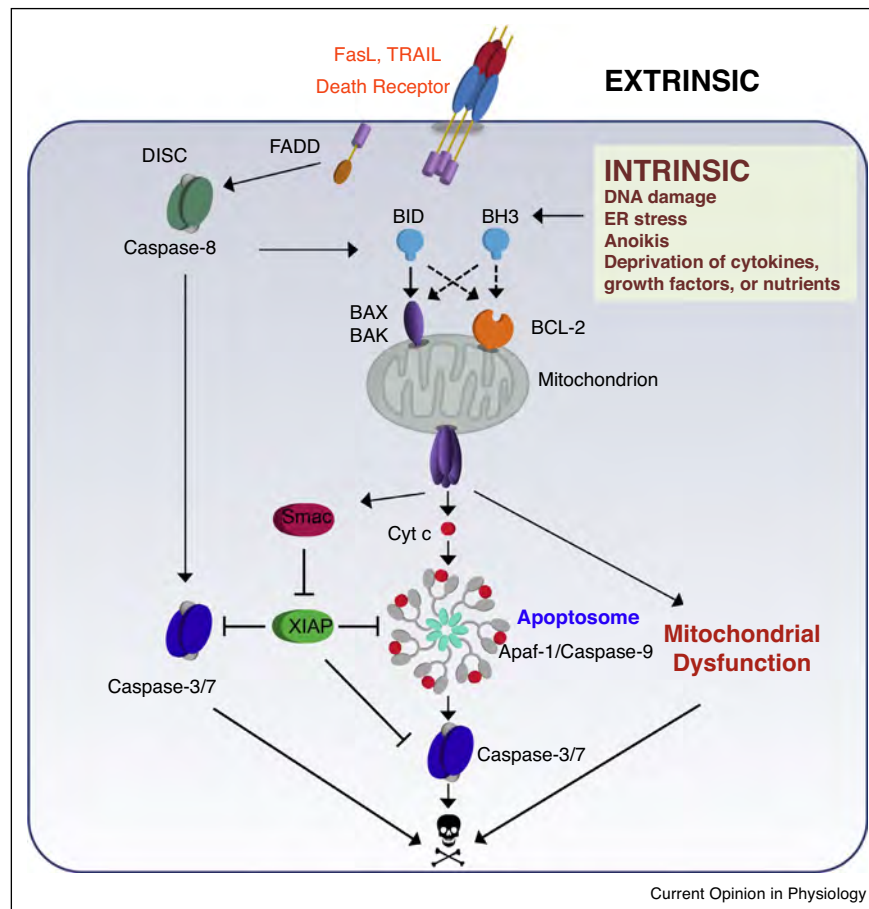 FasL, TRAIL
Death Receptor
EXTRINSIC
FADD
DISC
Caspase-8
INTRINSIC
DNA damage
ER stress
Anoikis
Deprivation of cytokines,
growth factors, or nutrients
BID
BH3
BAX
BAK
BCL-2
Mitochondrion
Smac
Cyt c
XIAP
Apoptosome
Apaf-1/Caspase-9
Mitochondrial
Dysfunction
Caspase-3/7
Caspase-3/7
Current Opinion in Physiology